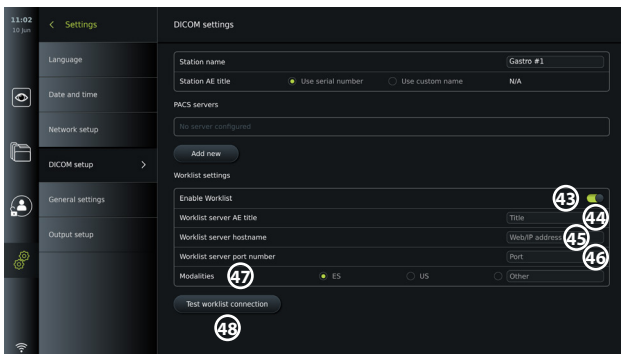 11:02
10 Jun
Settings
DICOM settings
Language
Date and time
Network setup
DICOM setup
General settings
Output setup
Station name
Gastro #1
Station AE title
Use serial number
Use custom name
N/A
PACS servers
No server configured
Add new
Worklist settings
Enable Worklist
43
Worklist server AE title
Title
44
Worklist server hostname
Web/IP address
45
Worklist server port number
Port
46
Modalities
47
ES
US
Other
Test worklist connection
48